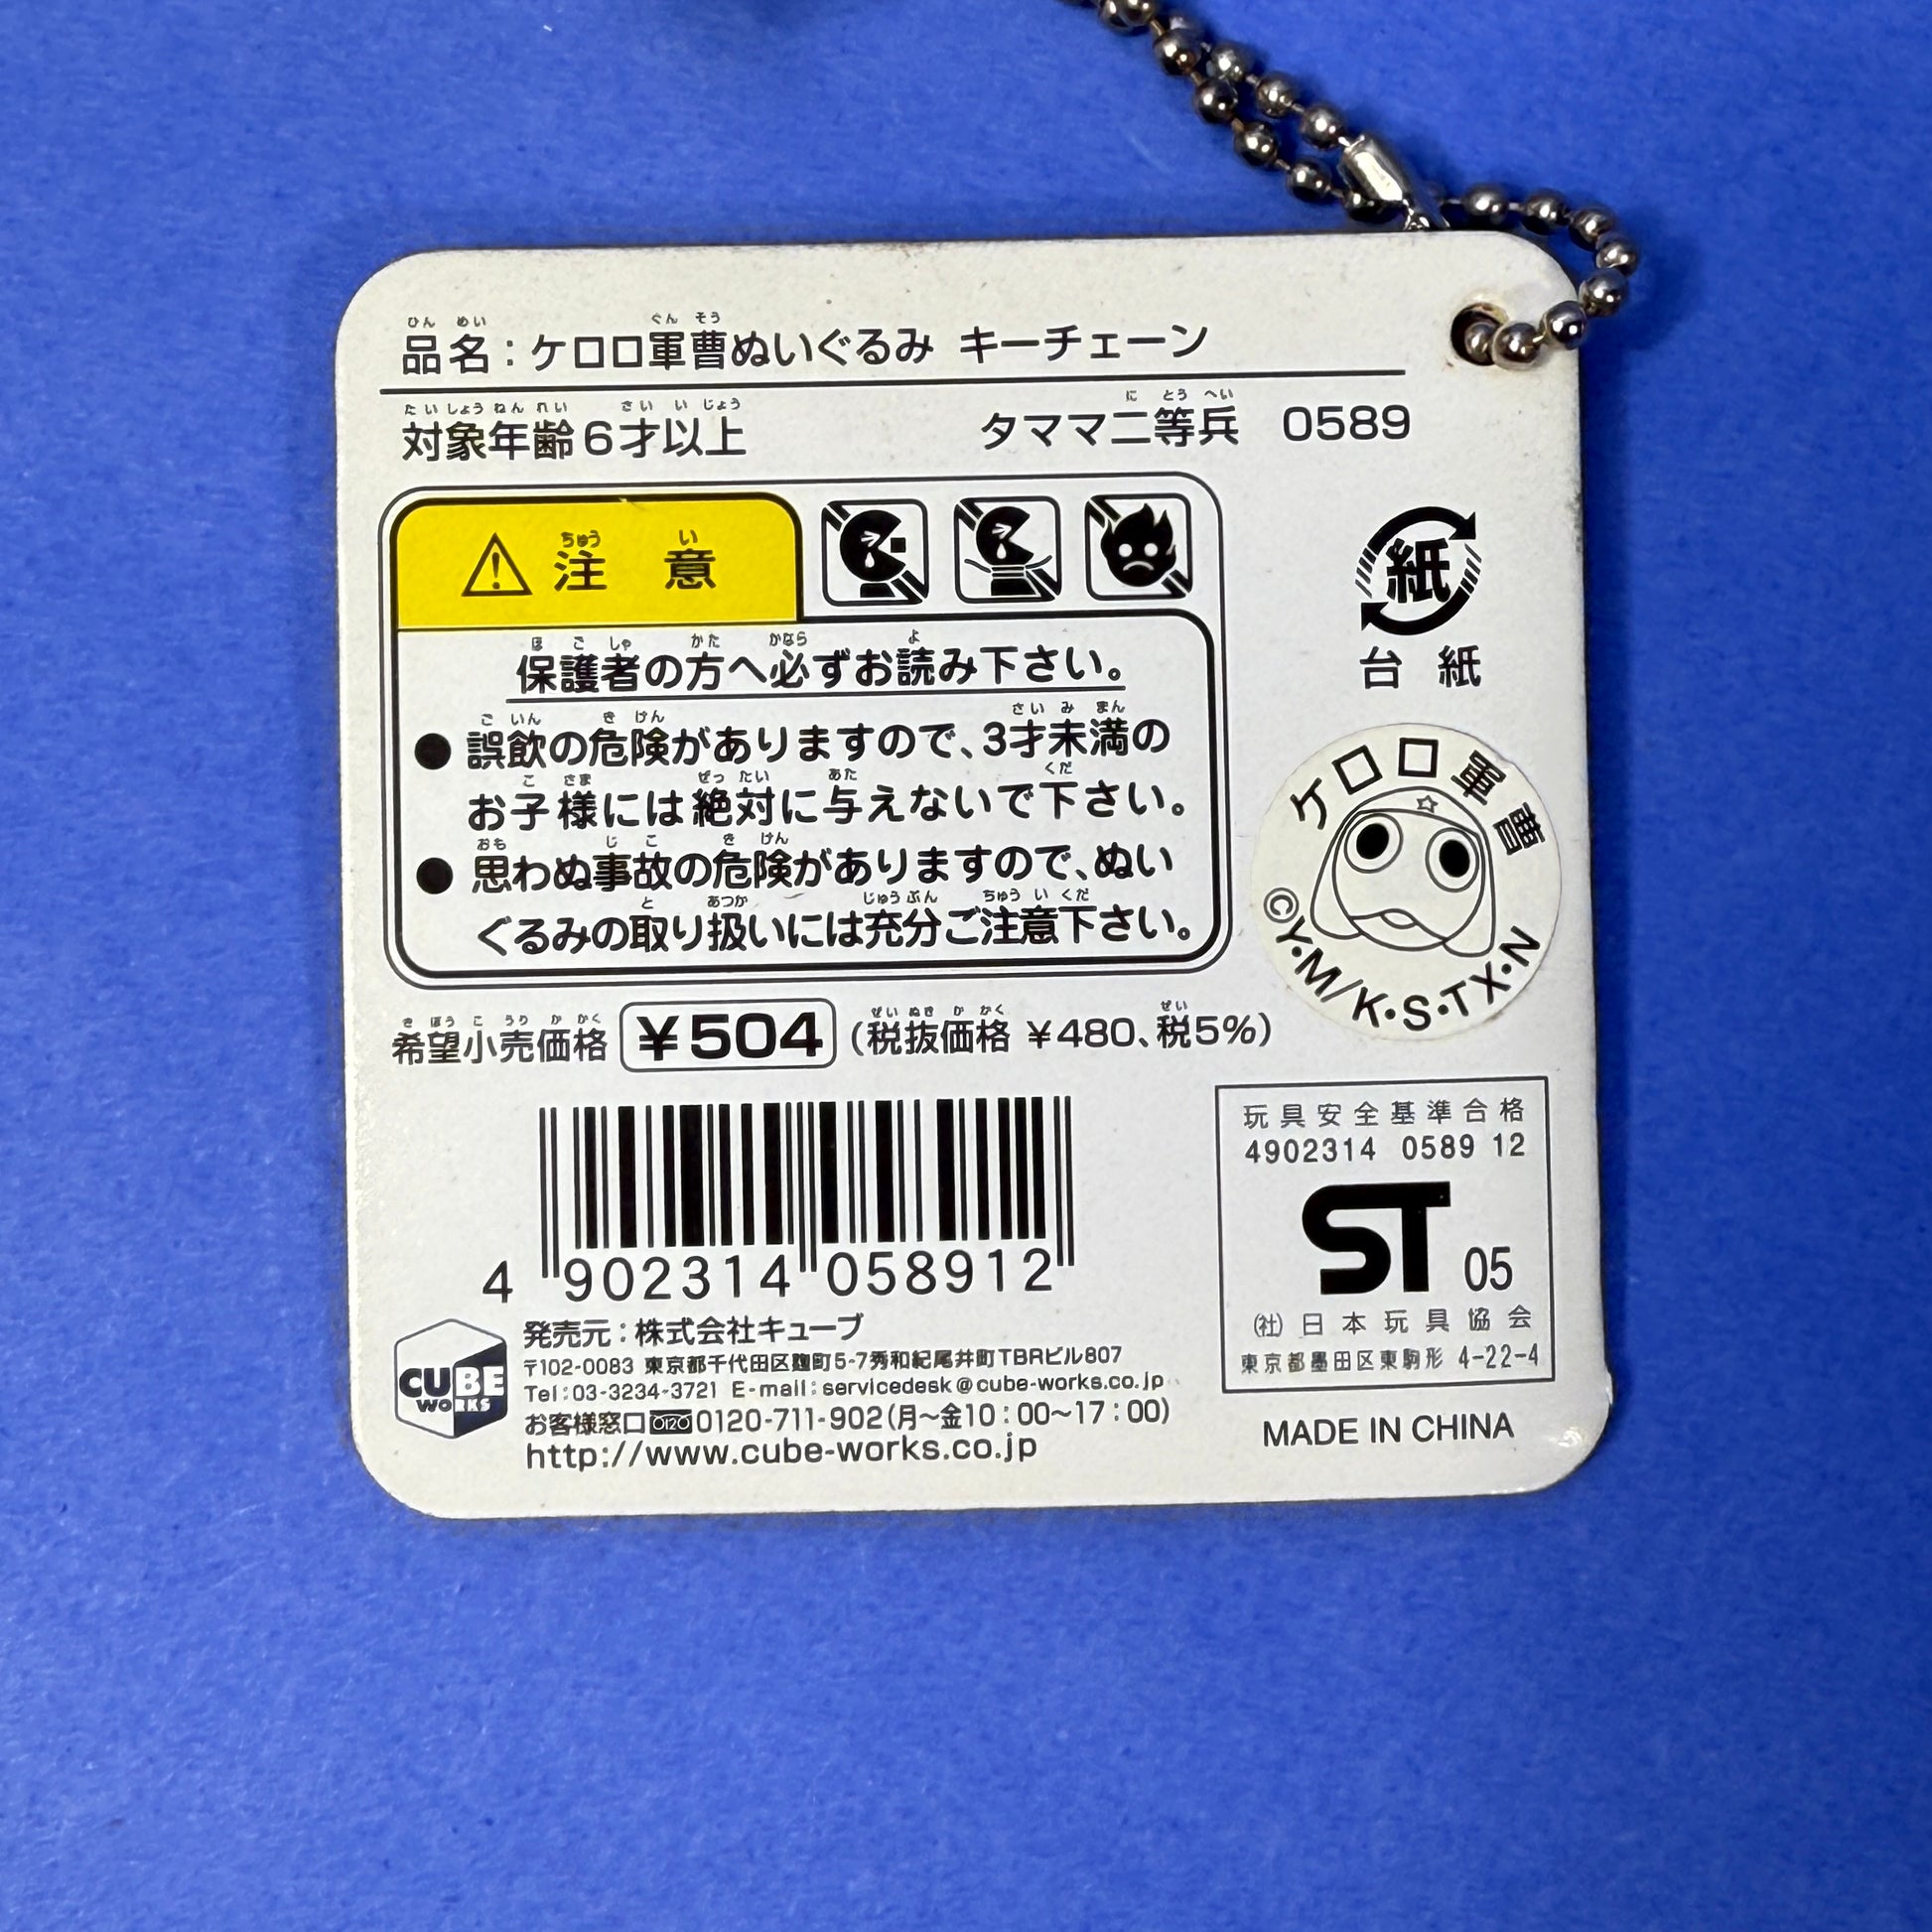 品名：ケロロ軍曹ぬいぐるみ キーチェーン
対象年齢6才以上 タママ二等兵 0589
注意
保護者の方へ必ずお読み下さい。
●誤飲の危険がありますので、3才未満の
お子様には絶対に与えないで下さい。
●思わぬ事故の危険がありますので、ぬい
ぐるみの取り扱いには充分ご注意下さい。
紙
台紙
ケロロ軍曹
©Y・M/K・S・TX・N
希望小売価格 ¥504 (税抜価格 ¥480、税5%)
4 902314 058912
玩具安全基準合格
4902314 0589 12
ST 05
(社)日本玩具協会
東京都墨田区東駒形 4-22-4
MADE IN CHINA
CUBE
WORKS
発売元：株式会社キューブ
〒102-0083 東京都千代田区麹町5-7秀和紀尾井町TBRビル807
Tel:03-3234-3721 E-mail:servicedesk@cube-works.co.jp
お客様窓口 0120-711-902(月～金10:00～17:00)
http://www.cube-works.co.jp